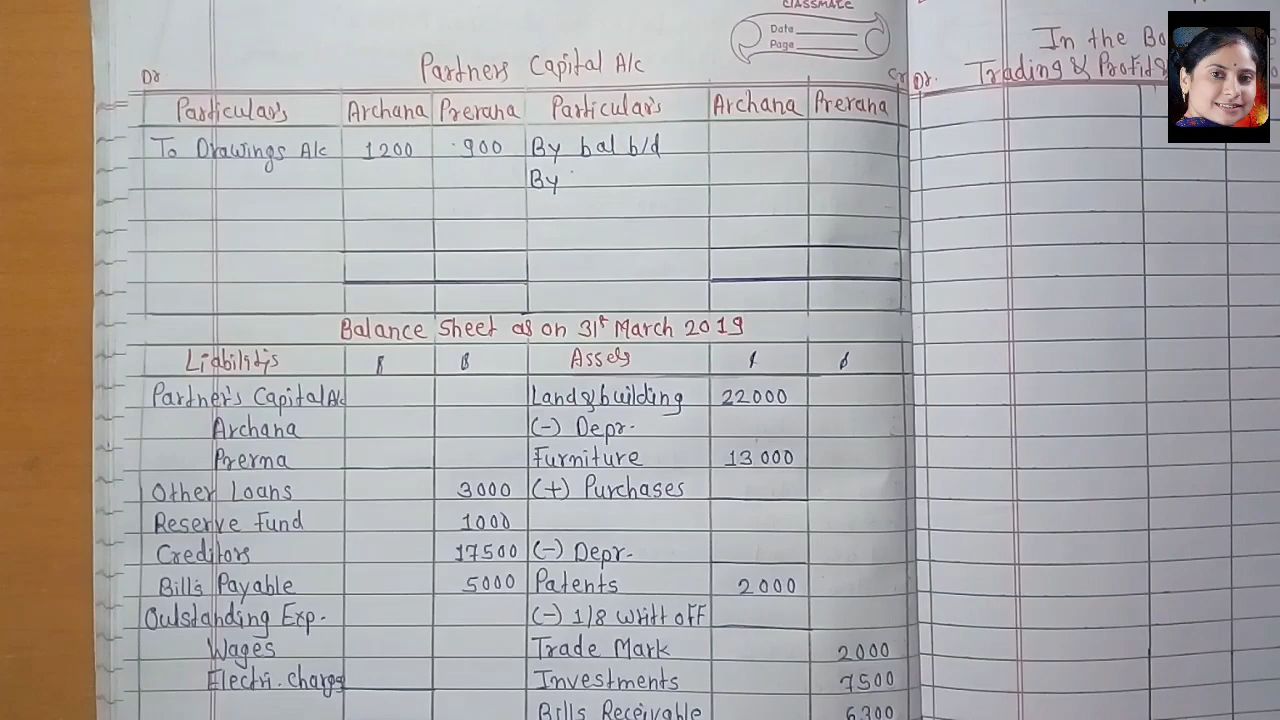 CLASSMATE
Date
Page
Partners Capital A/c
Dr
Cr
Particulars Archana Prerana Particulars Archana Prerana
To Drawings A/c 1200 900 By bal b/d
By
Balance Sheet as on 31st March 2019
Liabilities Assets
Partner's Capital A/c Land & building 22000
Archana (-) Depr.
Prerna Furniture 13000
Other Loans 3000 (+) Purchases
Reserve Fund 1000
Creditors 17500 (-) Depr.
Bill's Payable 5000 Patents 2000
Outstanding Exp. (-) 1/8 writt off
Wages Trade Mark 2000
Electri. charges Investments 7500
Bills Receivable 6300
In the Bo
Dr. Trading & Profit &